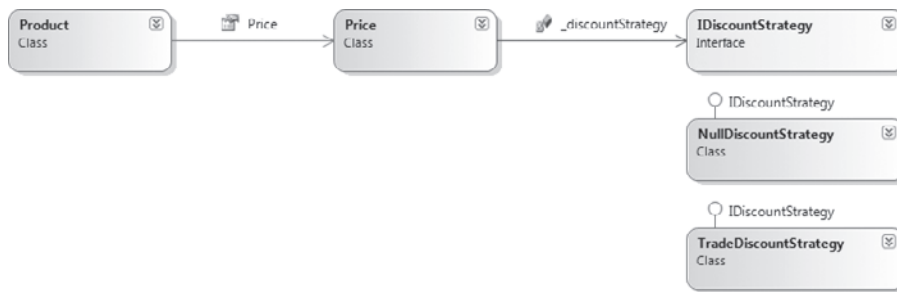 Product
Class
Price
Price
Class
_discountStrategy
IDiscountStrategy
Interface
IDiscountStrategy
NullDiscountStrategy
Class
IDiscountStrategy
TradeDiscountStrategy
Class